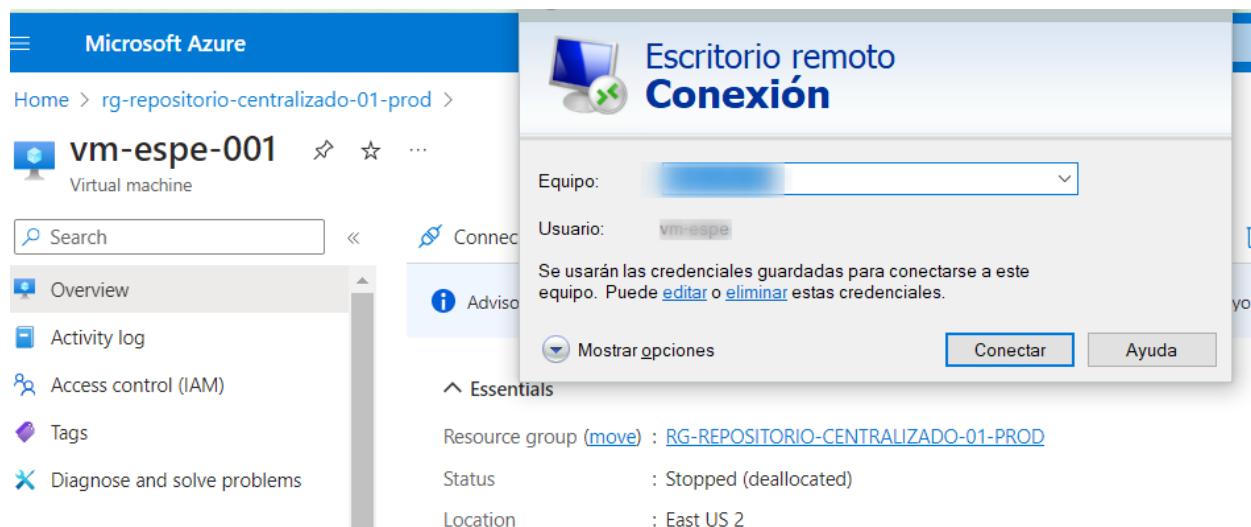 Microsoft Azure
Home > rg-repositorio-centralizado-01-prod >
vm-espe-001
Virtual machine
Search
Overview
Activity log
Access control (IAM)
Tags
Diagnose and solve problems
Connec
Adviso
yo
Essentials
Resource group (move) : RG-REPOSITORIO-CENTRALIZADO-01-PROD
Status : Stopped (deallocated)
Location : East US 2
Escritorio remoto
Conexión
Equipo:
Usuario: vm-espe
Se usarán las credenciales guardadas para conectarse a este
equipo. Puede editar o eliminar estas credenciales.
Mostrar opciones
Conectar
Ayuda